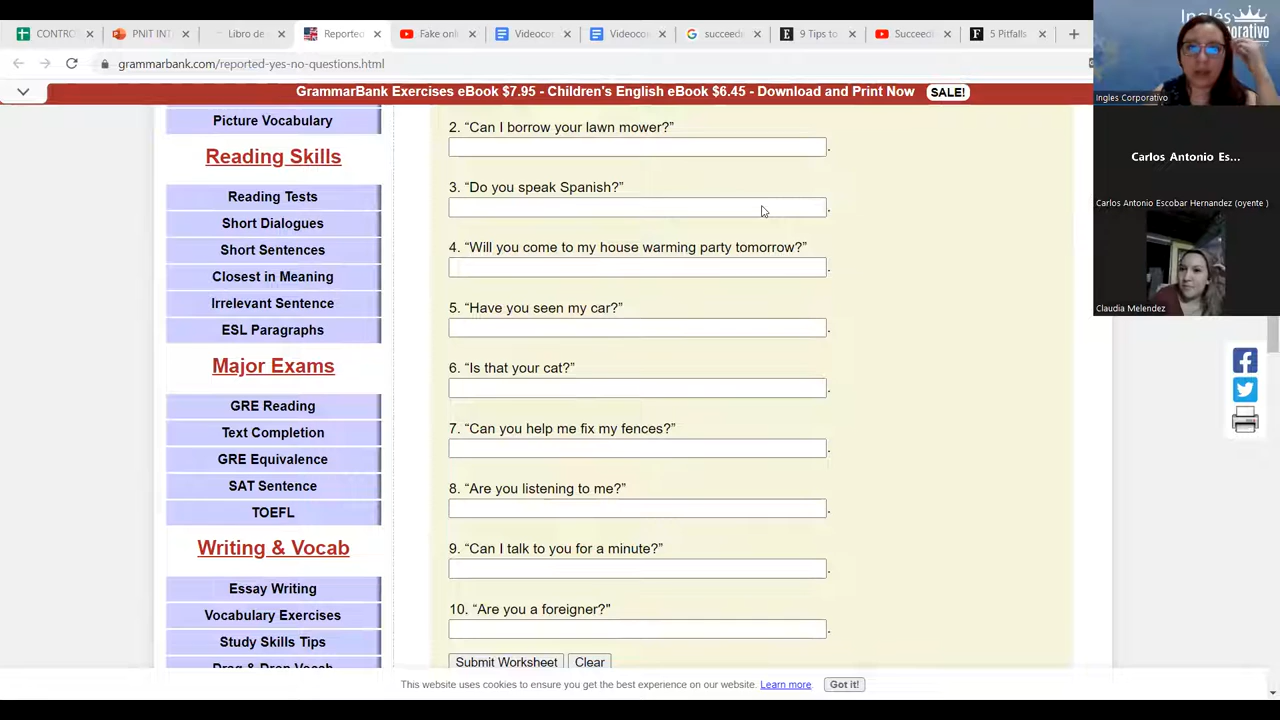 CONTRO
PNIT INT
Libro de
Reported
Fake onl
Videocor
Videocor
succeedi
9 Tips to
Succeedi
5 Pitfalls
grammarbank.com/reported-yes-no-questions.html
GrammarBank Exercises eBook $7.95 - Children's English eBook $6.45 - Download and Print Now SALE!
Picture Vocabulary
Reading Skills
Reading Tests
Short Dialogues
Short Sentences
Closest in Meaning
Irrelevant Sentence
ESL Paragraphs
Major Exams
GRE Reading
Text Completion
GRE Equivalence
SAT Sentence
TOEFL
Writing & Vocab
Essay Writing
Vocabulary Exercises
Study Skills Tips
Drag & Drop Vocab
2. “Can I borrow your lawn mower?”
.
3. “Do you speak Spanish?”
.
4. “Will you come to my house warming party tomorrow?”
.
5. “Have you seen my car?”
.
6. “Is that your cat?”
.
7. “Can you help me fix my fences?”
.
8. “Are you listening to me?”
.
9. “Can I talk to you for a minute?”
.
10. “Are you a foreigner?”
.
Submit Worksheet Clear
This website uses cookies to ensure you get the best experience on our website. Learn more. Got it!
Inglés
Ingles Corporativo
Carlos Antonio Es...
Carlos Antonio Escobar Hernandez (oyente )
Claudia Melendez